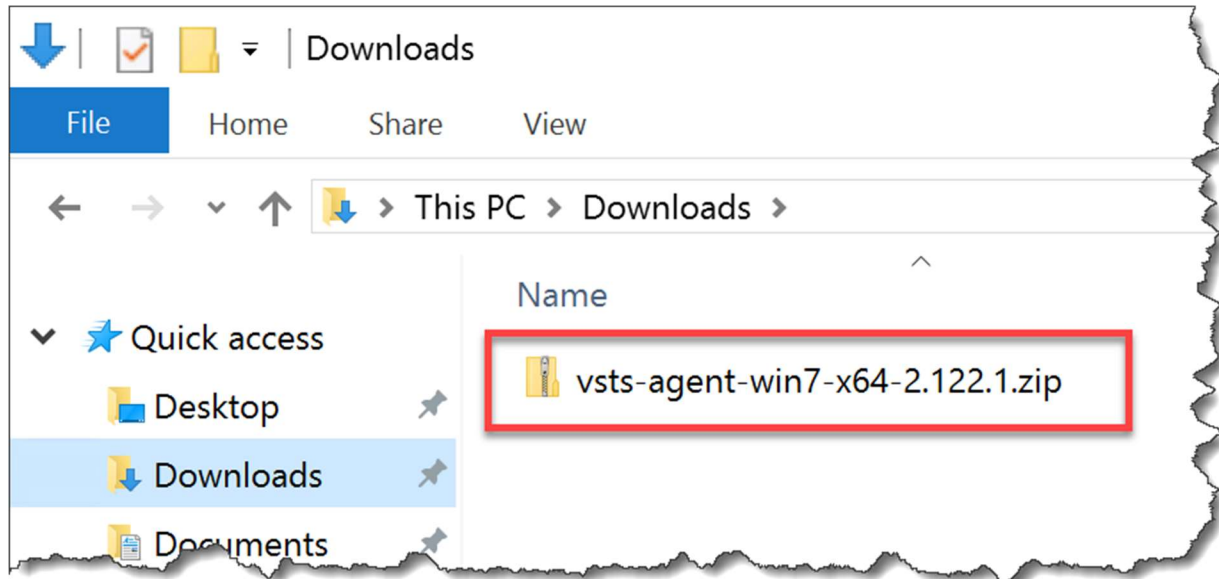 Downloads
File Home Share View
This PC > Downloads >
Name
Quick access
vsts-agent-win7-x64-2.122.1.zip
Desktop
Downloads
Documents